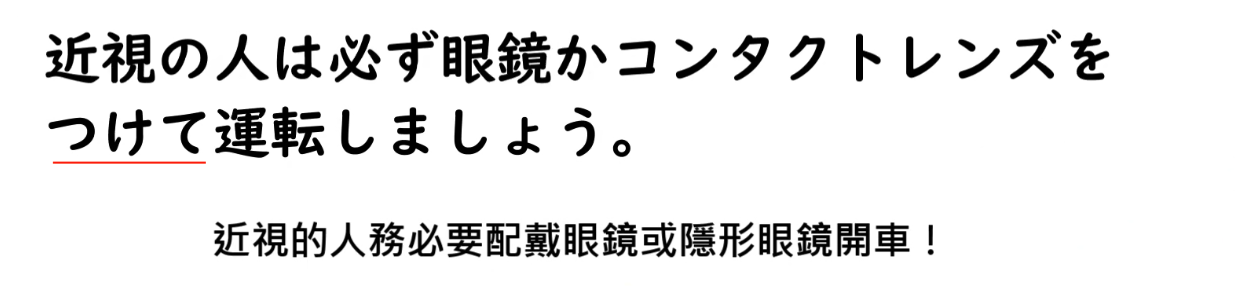 近視の人は必ず眼鏡かコンタクトレンズを
つけて運転しましょう。
近視的人務必要配戴眼鏡或隱形眼鏡開車！